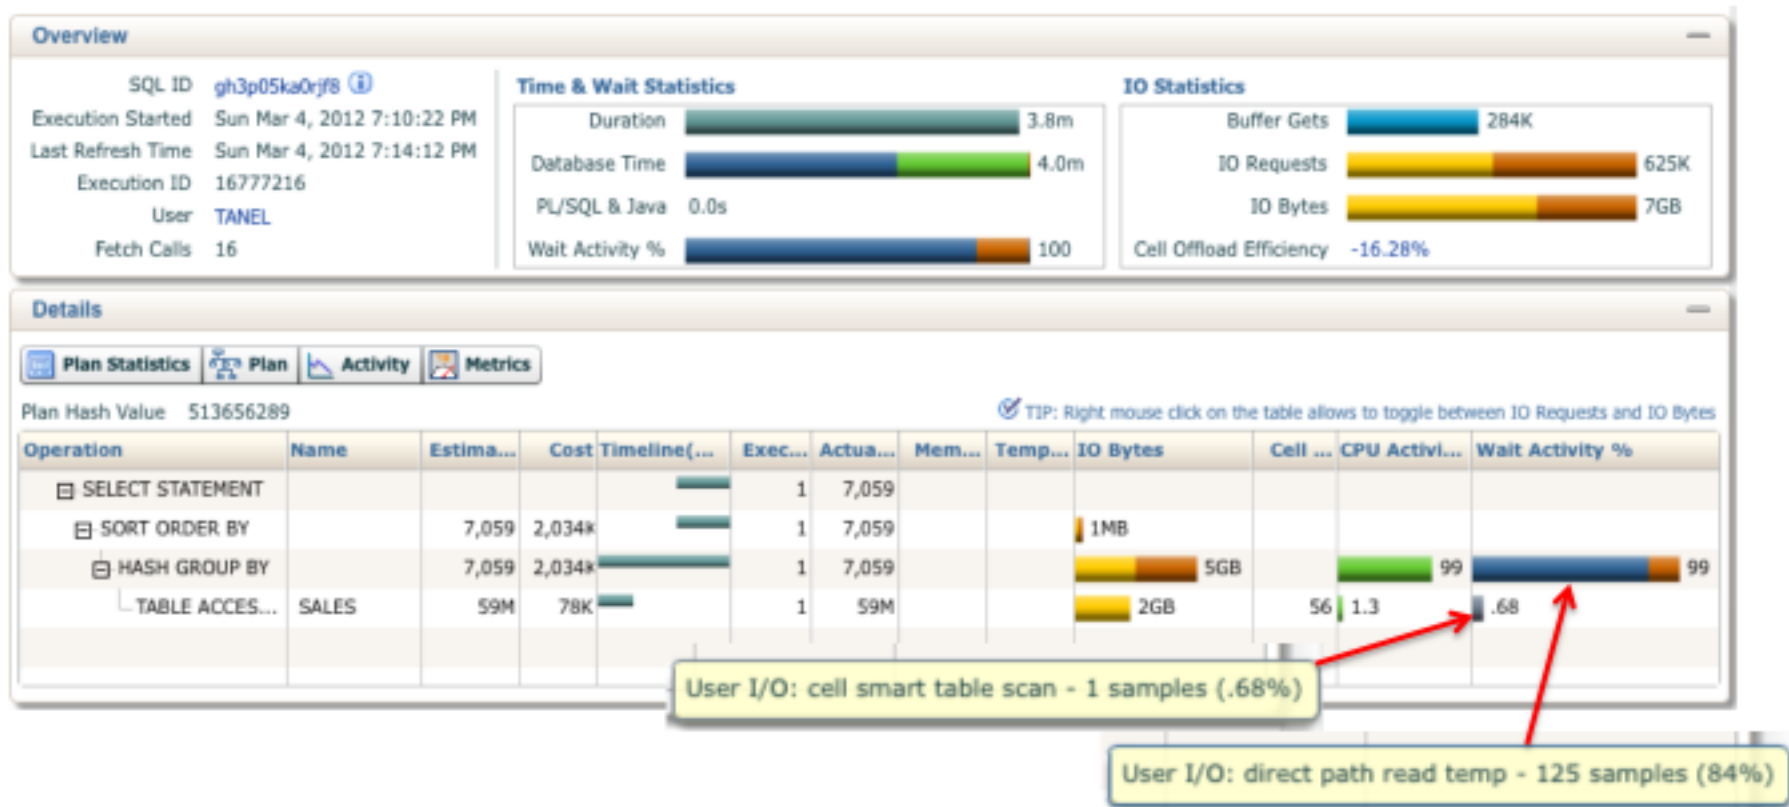 Overview
SQL ID gh3p05ka0rjf8
Execution Started Sun Mar 4, 2012 7:10:22 PM
Last Refresh Time Sun Mar 4, 2012 7:14:12 PM
Execution ID 16777216
User TANEL
Fetch Calls 16
Time & Wait Statistics
Duration 3.8m
Database Time 4.0m
PL/SQL & Java 0.0s
Wait Activity % 100
IO Statistics
Buffer Gets 284K
IO Requests 625K
IO Bytes 7GB
Cell Offload Efficiency -16.28%
Details
Plan Statistics Plan Activity Metrics
Plan Hash Value 513656289
TIP: Right mouse click on the table allows to toggle between IO Requests and IO Bytes
Operation Name Estima... Cost Timeline(... Exec... Actua... Mem... Temp... IO Bytes Cell ... CPU Activi... Wait Activity %
SELECT STATEMENT 1 7,059
SORT ORDER BY 7,059 2,034K 1 7,059 1MB
HASH GROUP BY 7,059 2,034K 1 7,059 5GB 99 99
TABLE ACCES... SALES 59M 78K 1 59M 2GB 56 1.3 .68
User I/O: cell smart table scan - 1 samples (.68%)
User I/O: direct path read temp - 125 samples (84%)